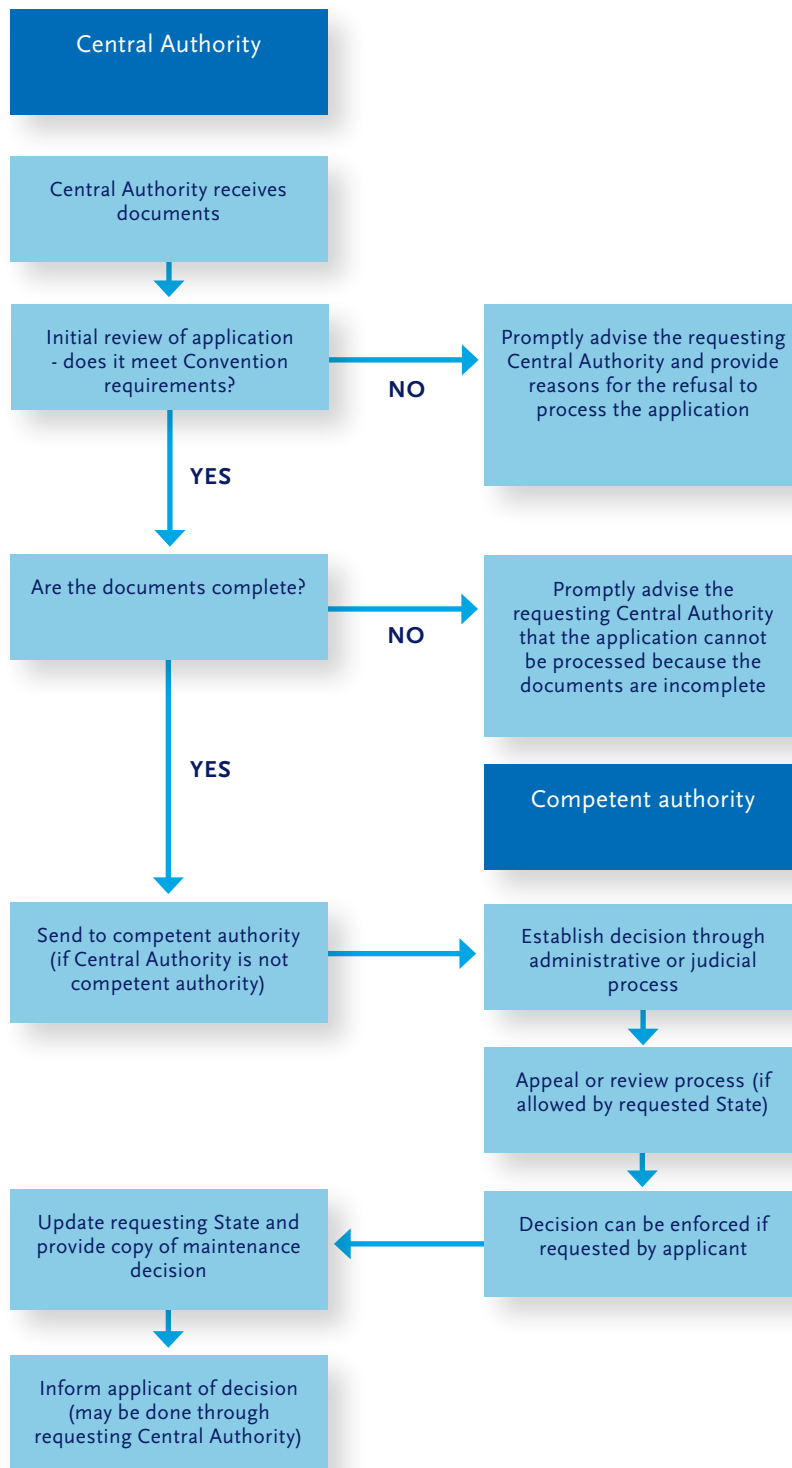 Central Authority
Central Authority receives
documents
Initial review of application
- does it meet Convention
requirements?
NO
Promptly advise the requesting
Central Authority and provide
reasons for the refusal to
process the application
YES
Are the documents complete?
NO
Promptly advise the
requesting Central Authority
that the application cannot
be processed because the
documents are incomplete
YES
Competent authority
Send to competent authority
(if Central Authority is not
competent authority)
Establish decision through
administrative or judicial
process
Appeal or review process (if
allowed by requested State)
Decision can be enforced if
requested by applicant
Update requesting State and
provide copy of maintenance
decision
Inform applicant of decision
(may be done through
requesting Central Authority)